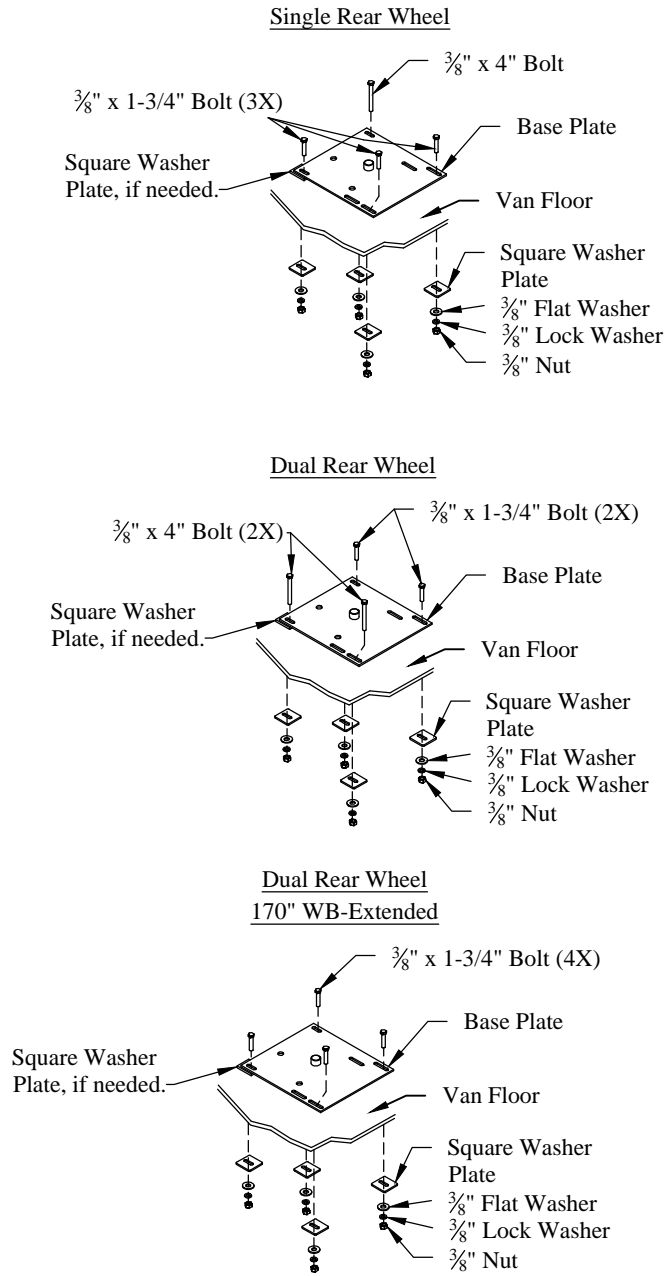 Single Rear Wheel
⅜" x 4" Bolt
⅜" x 1-3/4" Bolt (3X)
Base Plate
Square Washer
Plate, if needed.
Van Floor
Square Washer
Plate
⅜" Flat Washer
⅜" Lock Washer
⅜" Nut
Dual Rear Wheel
⅜" x 1-3/4" Bolt (2X)
⅜" x 4" Bolt (2X)
Base Plate
Square Washer
Plate, if needed.
Van Floor
Square Washer
Plate
⅜" Flat Washer
⅜" Lock Washer
⅜" Nut
Dual Rear Wheel
170" WB-Extended
⅜" x 1-3/4" Bolt (4X)
Base Plate
Square Washer
Plate, if needed.
Van Floor
Square Washer
Plate
⅜" Flat Washer
⅜" Lock Washer
⅜" Nut